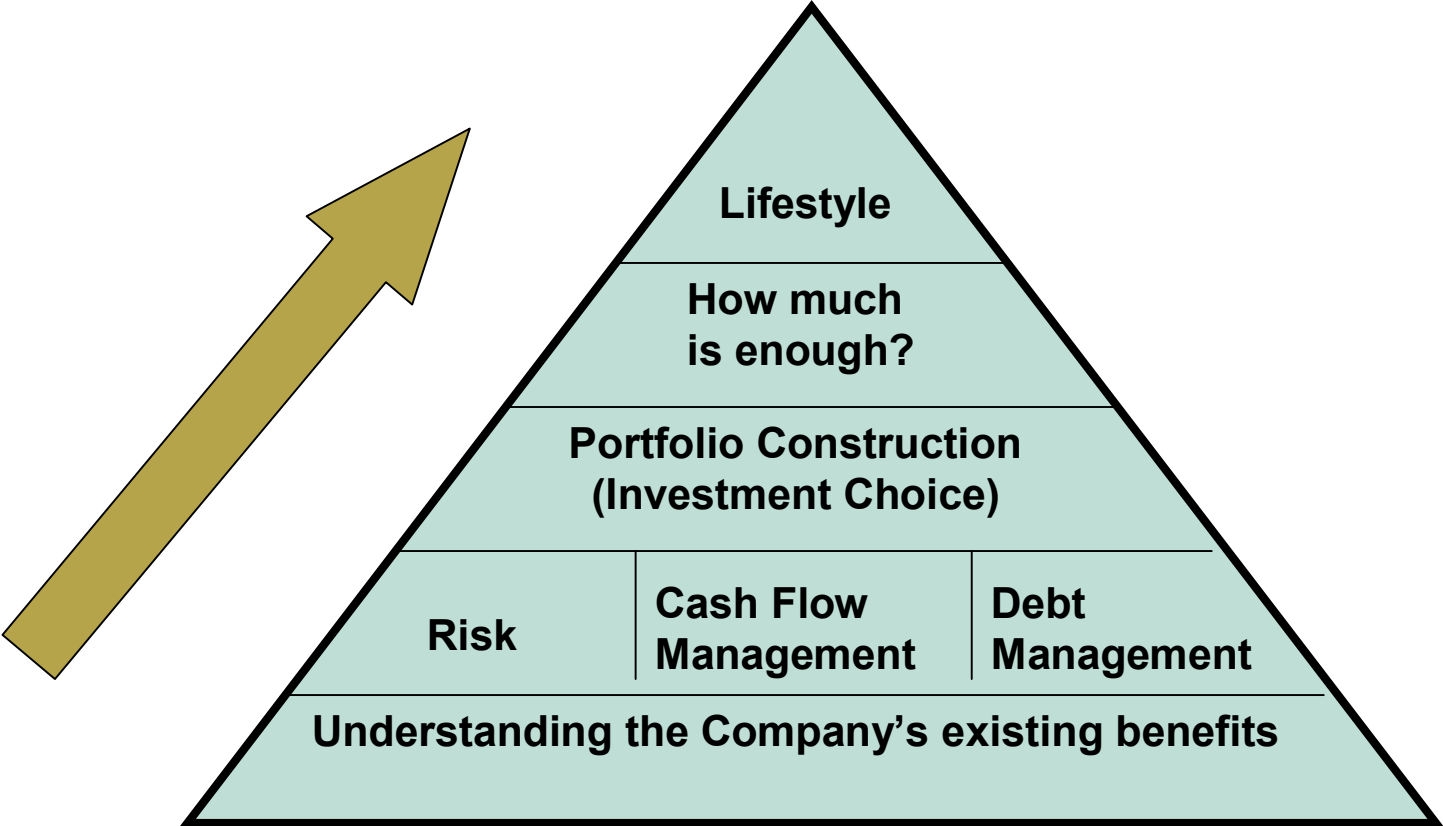 Lifestyle
How much
is enough?
Portfolio Construction
(Investment Choice)
Risk
Cash Flow
Management
Debt
Management
Understanding the Company’s existing benefits